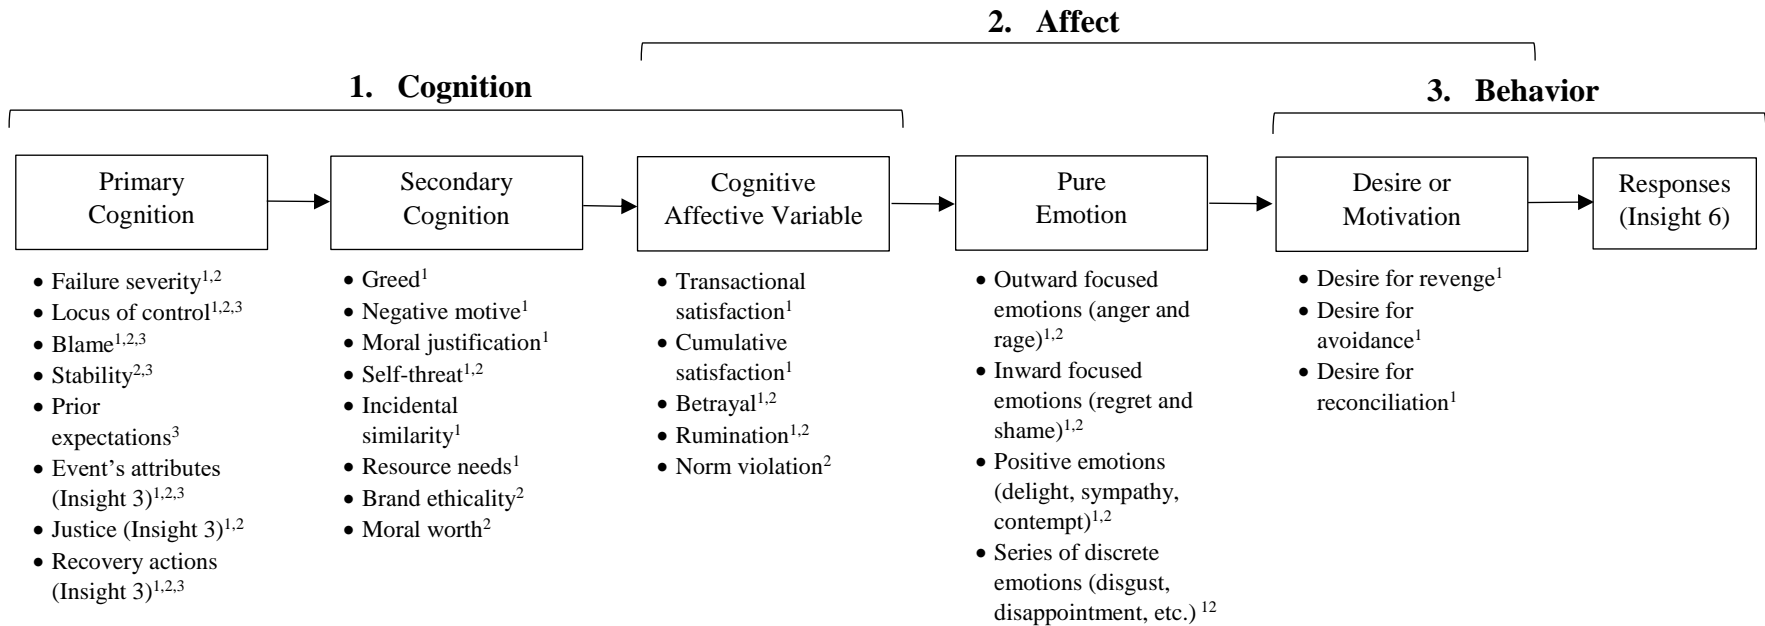 2. Affect
1. Cognition
3. Behavior
Primary
Cognition
Secondary
Cognition
Cognitive
Affective Variable
Pure
Emotion
Desire or
Motivation
Responses
(Insight 6)
• Failure severity1,2
• Locus of control1,2,3
• Blame1,2,3
• Stability2,3
• Prior
expectations3
• Event’s attributes
(Insight 3)1,2,3
• Justice (Insight 3)1,2
• Recovery actions
(Insight 3)1,2,3
• Greed1
• Negative motive1
• Moral justification1
• Self-threat1,2
• Incidental
similarity1
• Resource needs1
• Brand ethicality2
• Moral worth2
• Transactional
satisfaction1
• Cumulative
satisfaction1
• Betrayal1,2
• Rumination1,2
• Norm violation2
• Outward focused
emotions (anger and
rage)1,2
• Inward focused
emotions (regret and
shame)1,2
• Positive emotions
(delight, sympathy,
contempt)1,2
• Series of discrete
emotions (disgust,
disappointment, etc.) 12
• Desire for revenge1
• Desire for
avoidance1
• Desire for
reconciliation1